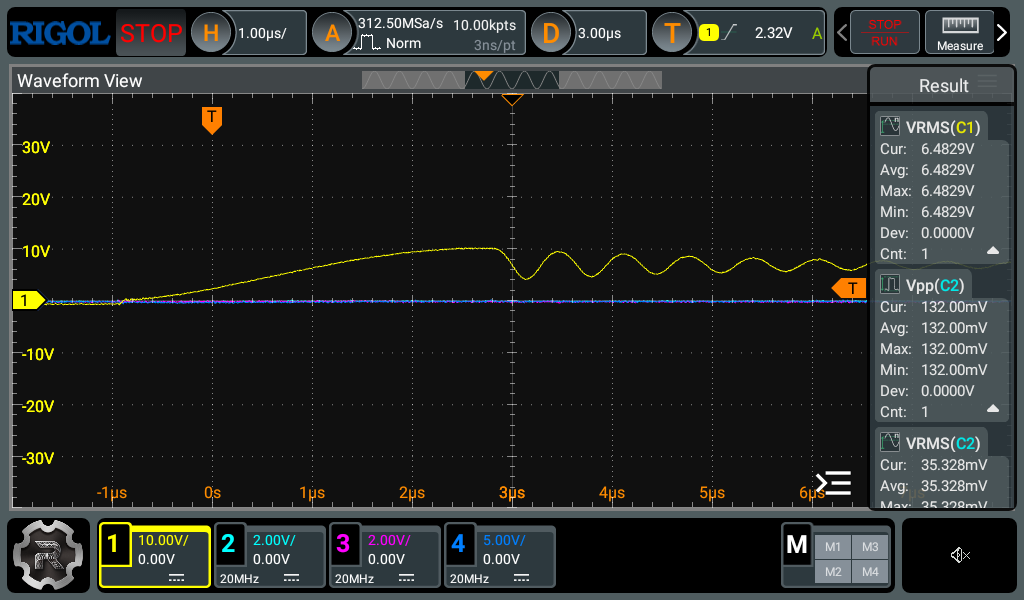 RIGOL STOP H 1.00µs/ A 312.50MSa/s 10.00kpts D 3.00µs T 1 2.32V A STOP Measure
Norm 3ns/pt RUN
Waveform View
Result
T
30V
20V
10V
1
-10V
-20V
-30V
T
-1µs 0s 1µs 2µs 3µs 4µs 5µs 6µs
VRMS(C1)
Cur: 6.4829V
Avg: 6.4829V
Max: 6.4829V
Min: 6.4829V
Dev: 0.0000V
Cnt: 1
Vpp(C2)
Cur: 132.00mV
Avg: 132.00mV
Max: 132.00mV
Min: 132.00mV
Dev: 0.0000V
Cnt: 1
VRMS(C2)
Cur: 35.328mV
Avg: 35.328mV
Max: 35.328mV
R
1 10.00V/
0.00V
2 2.00V/
0.00V
20MHz
3 2.00V/
0.00V
20MHz
4 5.00V/
0.00V
20MHz
M M1 M3
M2 M4